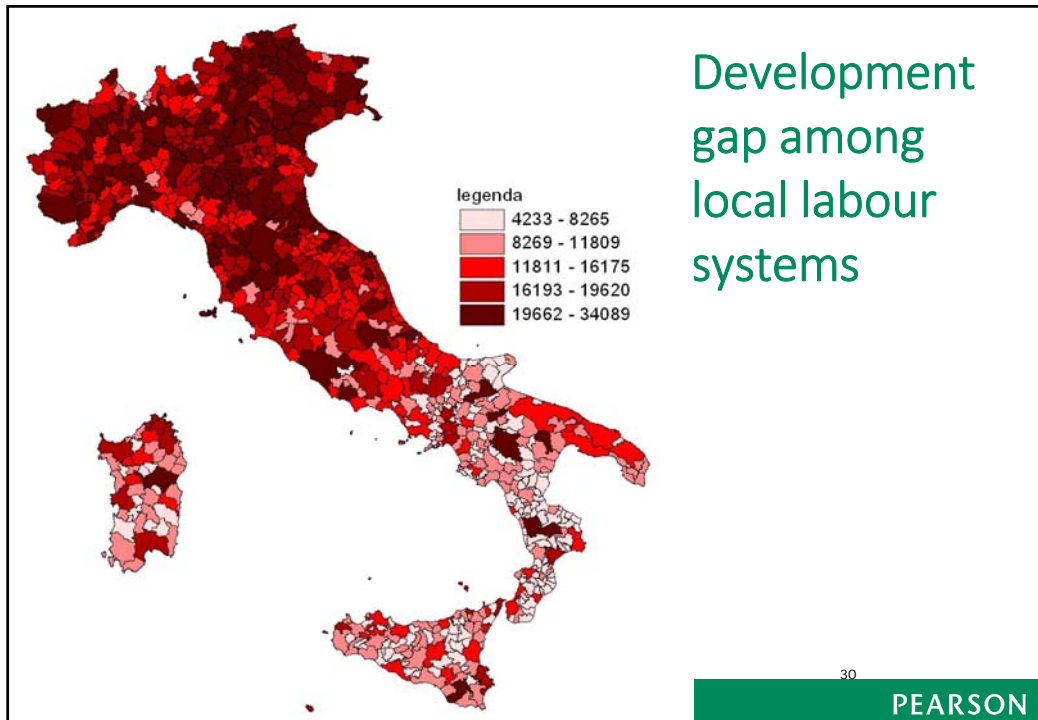 Development
gap among
local labour
systems
legenda
4233 - 8265
8269 - 11809
11811 - 16175
16193 - 19620
19662 - 34089
30
PEARSON